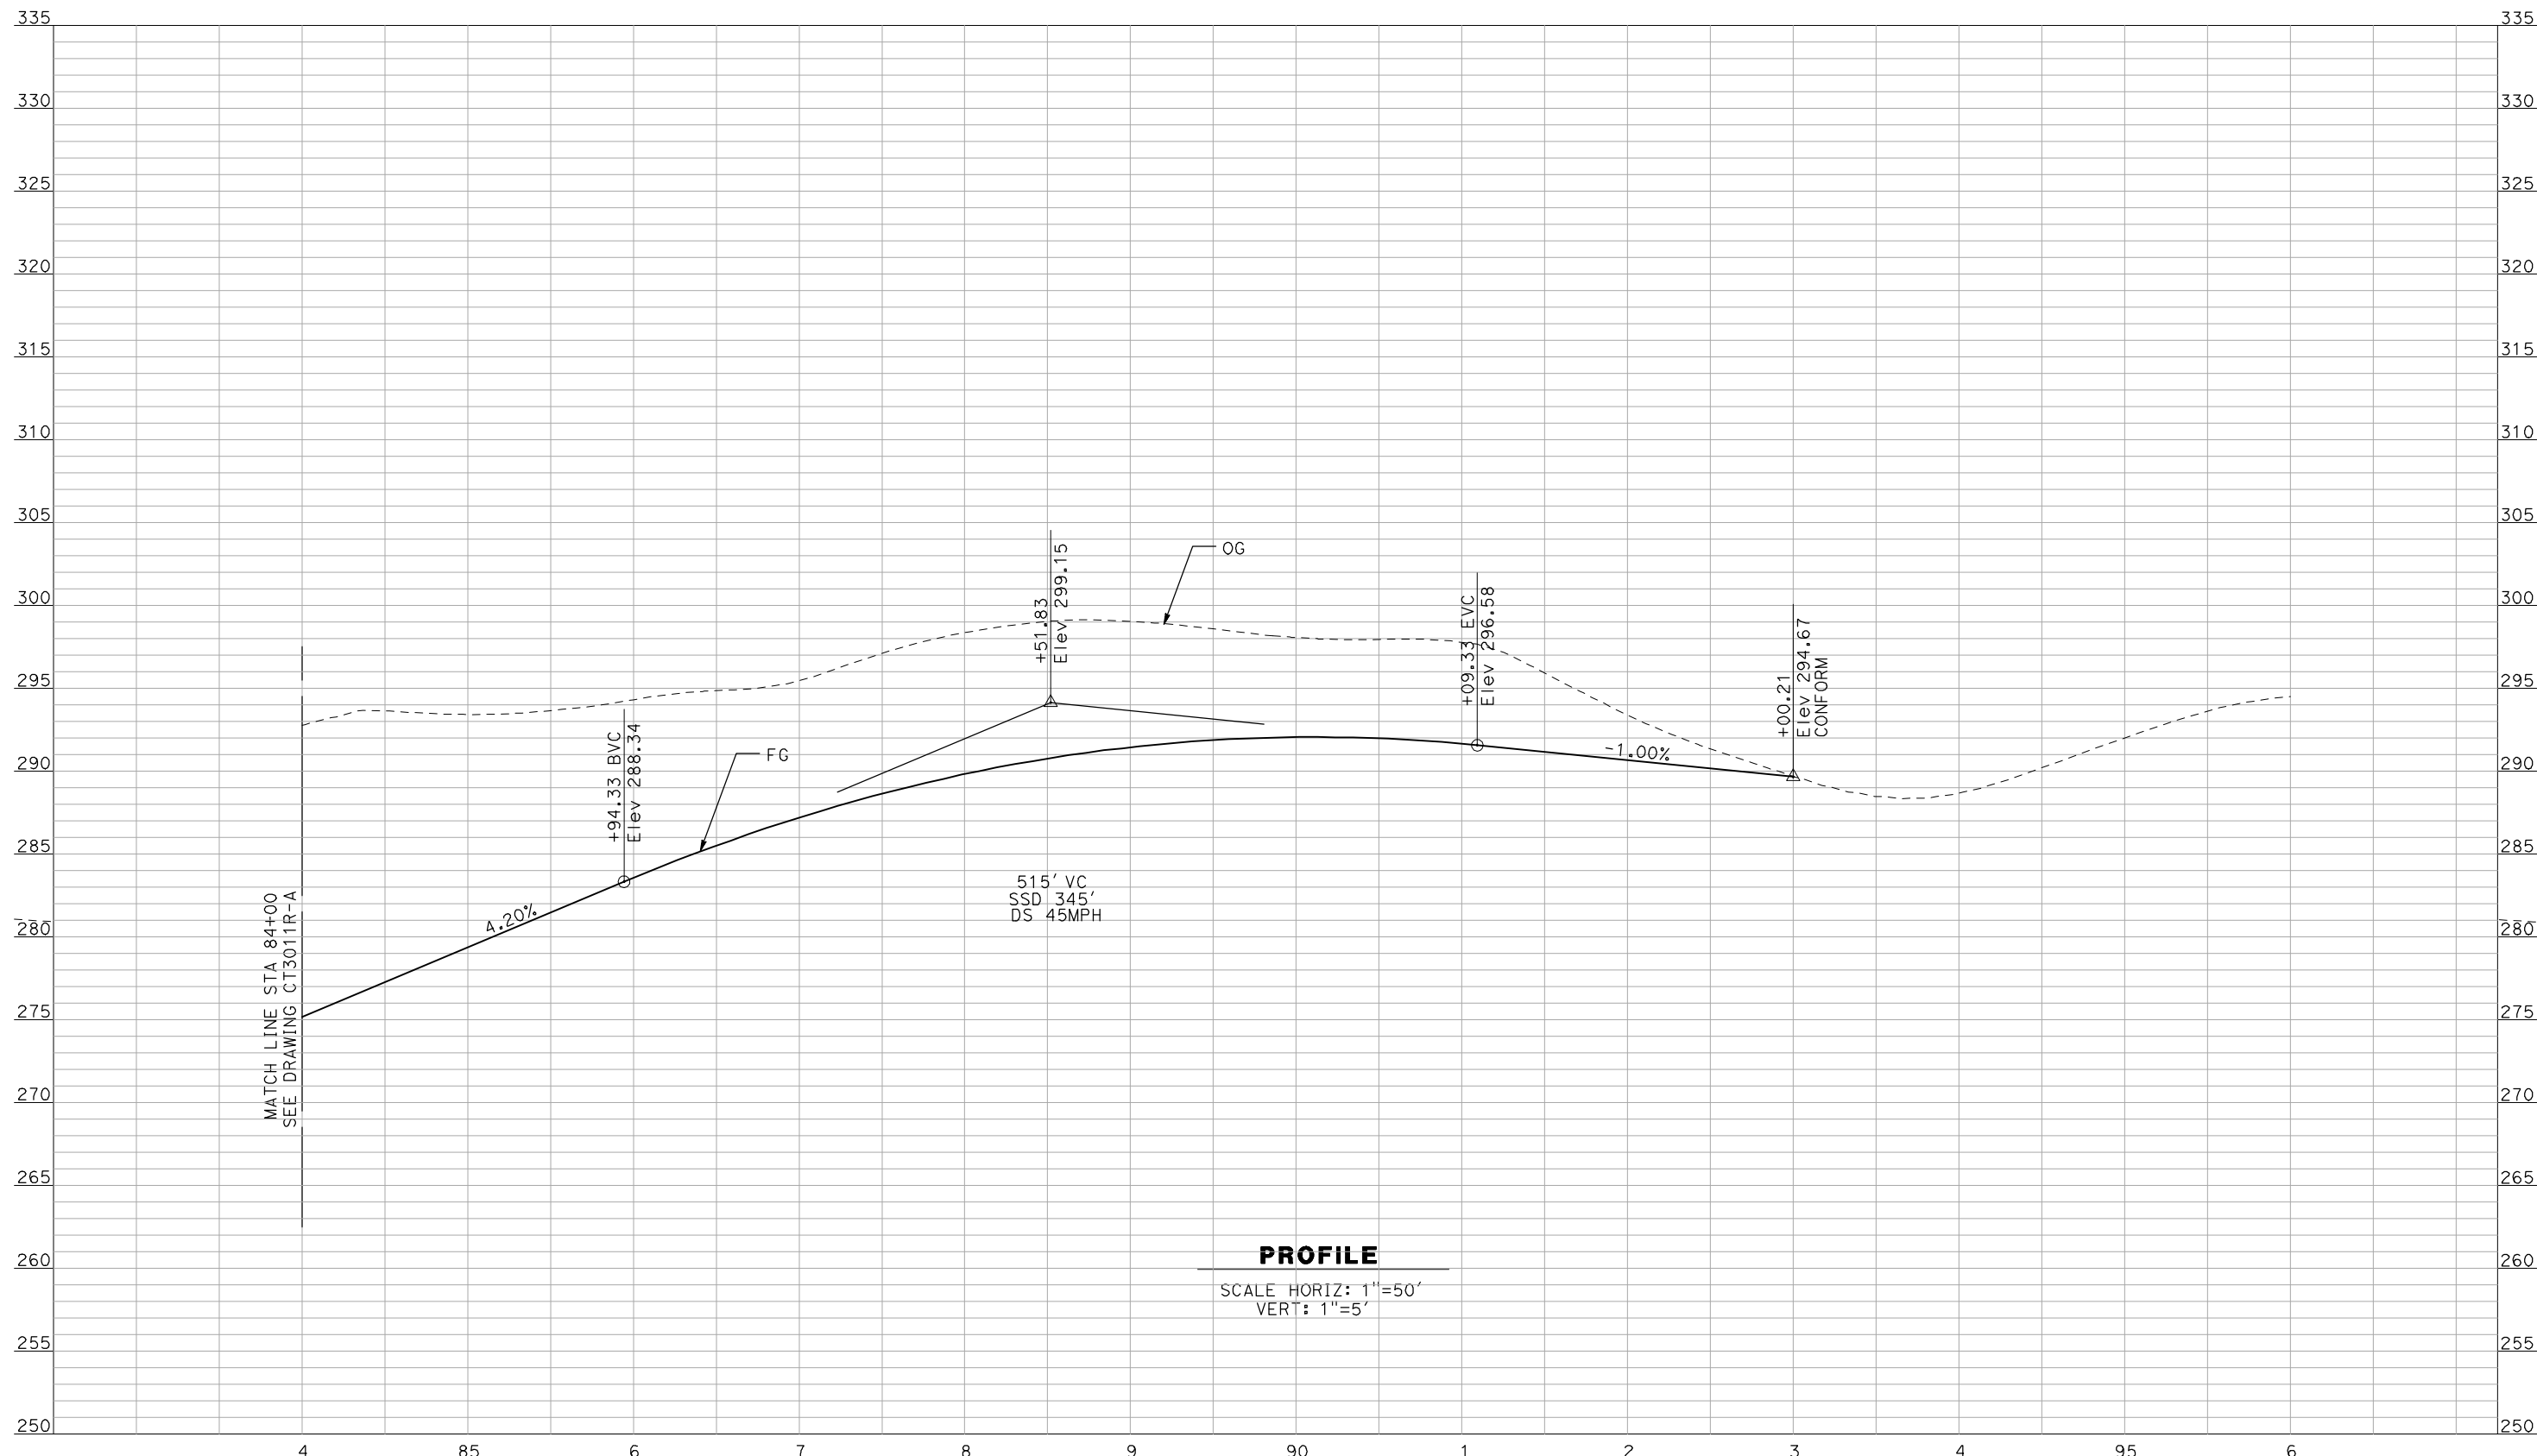 335 335
330 330
325 325
320 320
315 315
310 310
305 305
300 300
295 295
290 290
285 285
280 280
275 275
270 270
265 265
260 260
255 255
250 250
MATCH LINE STA 84+00
SEE DRAWING CT3011R-A
4.20%
+94.33 BVC
Elev 288.34
FG
+51.83
Elev 299.15
OG
515' VC
SSD 345'
DS 45MPH
+09.33 EVC
Elev 296.58
-1.00%
+00.21
Elev 294.67
CONFORM
PROFILE
SCALE HORIZ: 1"=50'
VERT: 1"=5'
4 85 6 7 8 9 90 1 2 3 4 95 6